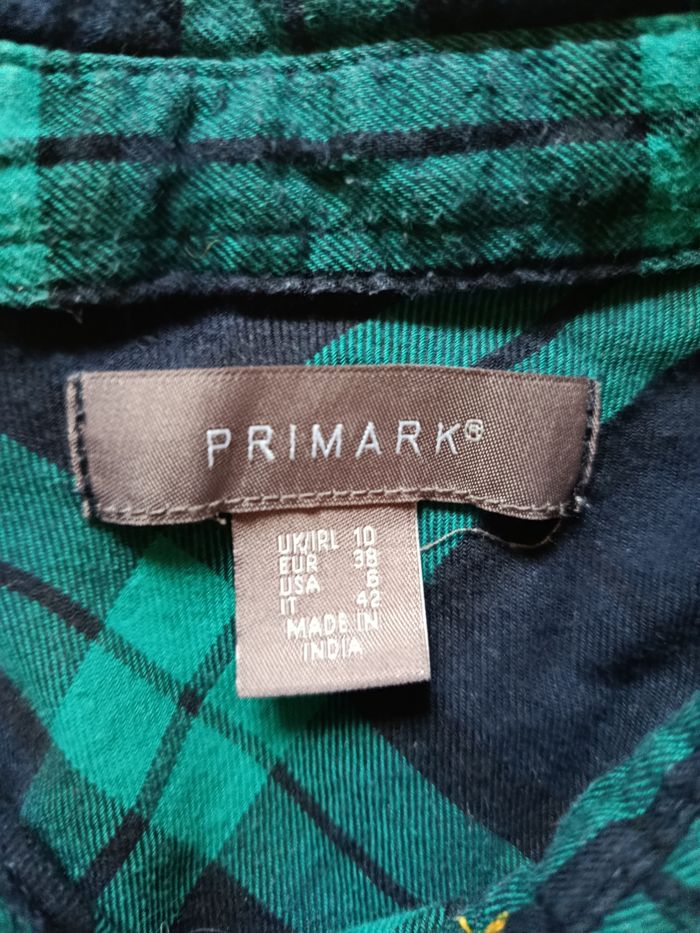 PRIMARK®
UK/IRL 10
EUR 38
USA 6
IT 42
MADE IN
INDIA